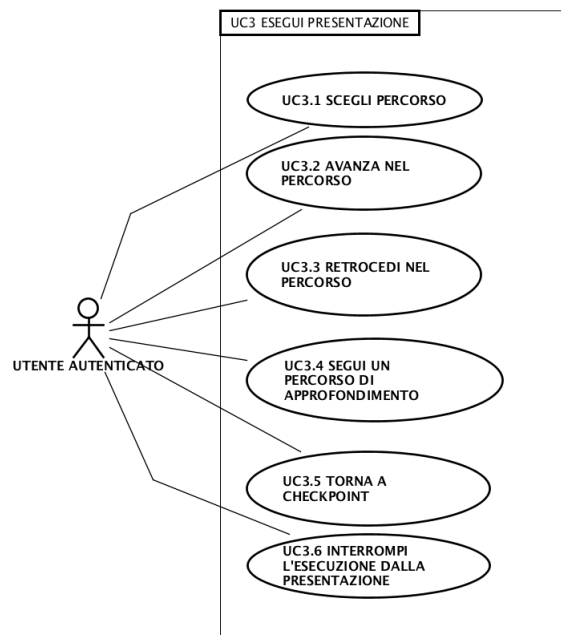 UC3 ESEGUI PRESENTAZIONE
UC3.1 SCEGLI PERCORSO
UC3.2 AVANZA NEL
PERCORSO
UC3.3 RETROCEDI NEL
PERCORSO
UTENTE AUTENTICATO
UC3.4 SEGUI UN
PERCORSO DI
APPROFONDIMENTO
UC3.5 TORNA A
CHECKPOINT
UC3.6 INTERROMPI
L'ESECUZIONE DALLA
PRESENTAZIONE